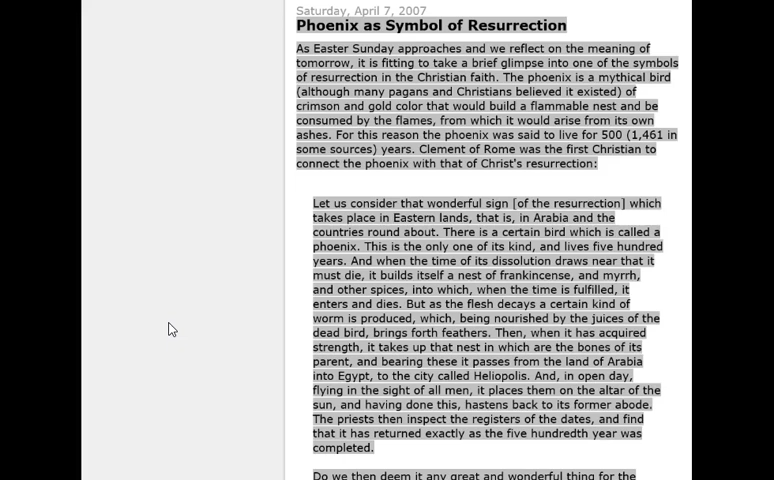 Saturday, April 7, 2007
Phoenix as Symbol of Resurrection
As Easter Sunday approaches and we reflect on the meaning of
tomorrow, it is fitting to take a brief glimpse into one of the symbols
of resurrection in the Christian faith. The phoenix is a mythical bird
(although many pagans and Christians believed it existed) of
crimson and gold color that would build a flammable nest and be
consumed by the flames, from which it would arise from its own
ashes. For this reason the phoenix was said to live for 500 (1,461 in
some sources) years. Clement of Rome was the first Christian to
connect the phoenix with that of Christ's resurrection:
Let us consider that wonderful sign [of the resurrection] which
takes place in Eastern lands, that is, in Arabia and the
countries round about. There is a certain bird which is called a
phoenix. This is the only one of its kind, and lives five hundred
years. And when the time of its dissolution draws near that it
must die, it builds itself a nest of frankincense, and myrrh,
and other spices, into which, when the time is fulfilled, it
enters and dies. But as the flesh decays a certain kind of
worm is produced, which, being nourished by the juices of the
dead bird, brings forth feathers. Then, when it has acquired
strength, it takes up that nest in which are the bones of its
parent, and bearing these it passes from the land of Arabia
into Egypt, to the city called Heliopolis. And, in open day,
flying in the sight of all men, it places them on the altar of the
sun, and having done this, hastens back to its former abode.
The priests then inspect the registers of the dates, and find
that it has returned exactly as the five hundredth year was
completed.
Do we then deem it any great and wonderful thing for the